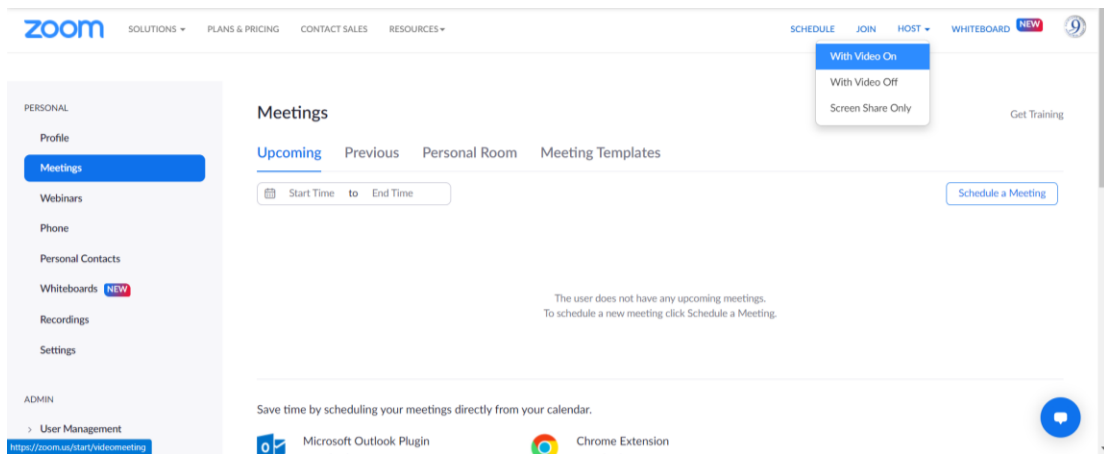 zoom SOLUTIONS PLANS & PRICING CONTACT SALES RESOURCES SCHEDULE JOIN HOST WHITEBOARD NEW 9
With Video On
With Video Off
Screen Share Only
PERSONAL
Profile
Meetings
Webinars
Phone
Personal Contacts
Whiteboards NEW
Recordings
Settings
ADMIN
> User Management
https://zoom.us/start/videomeeting
Meetings
Get Training
Upcoming Previous Personal Room Meeting Templates
Start Time to End Time
Schedule a Meeting
The user does not have any upcoming meetings.
To schedule a new meeting click Schedule a Meeting.
Save time by scheduling your meetings directly from your calendar.
Microsoft Outlook Plugin Chrome Extension